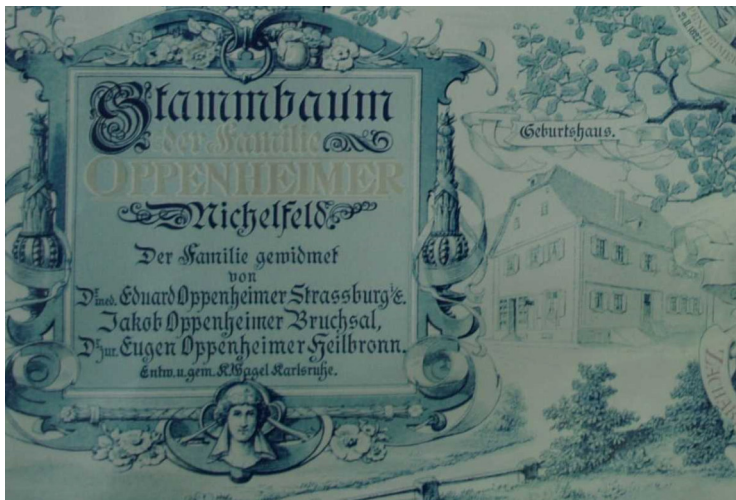 Stammbaum
der Familie
OPPENHEIMER
Michelfeld.
Der Familie gewidmet
von
Dr. med. Eduard Oppenheimer Strassburg i/E.
Jakob Oppenheimer Bruchsal,
Dr. jur. Eugen Oppenheimer Heilbronn.
Entw. u. gem. K. Nagel Karlsruhe.
Geburtshaus.